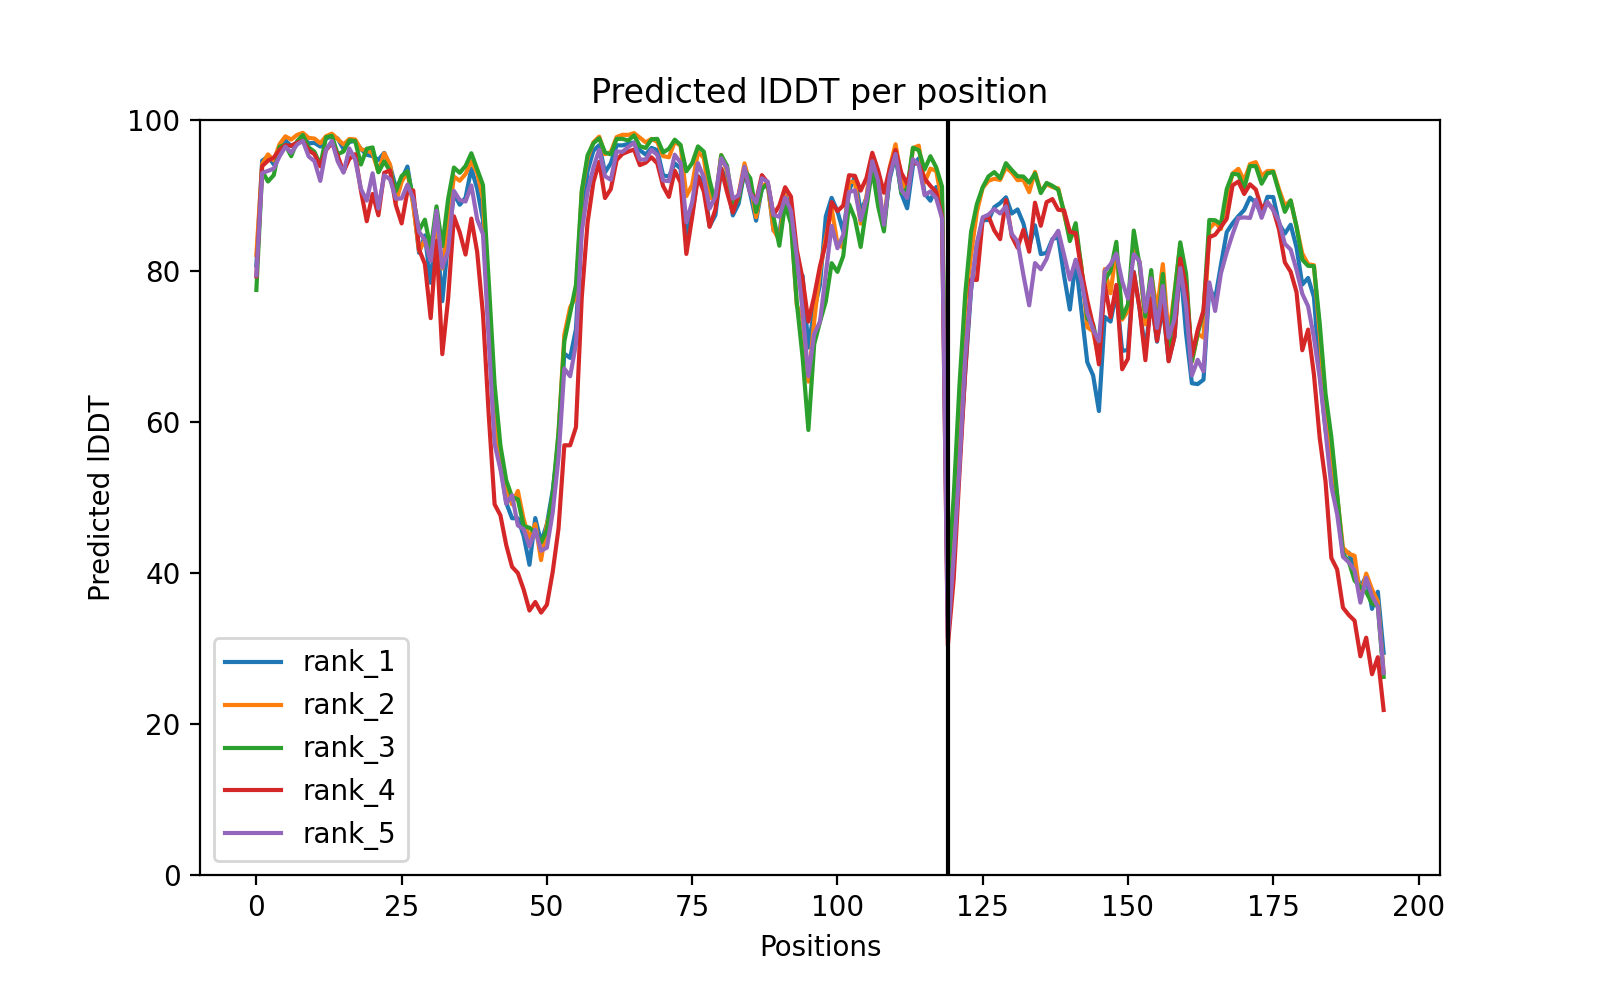 Predicted lDDT per position
100
80
60
40
20
0
Predicted lDDT
rank_1
rank_2
rank_3
rank_4
rank_5
0 25 50 75 100 125 150 175 200
Positions